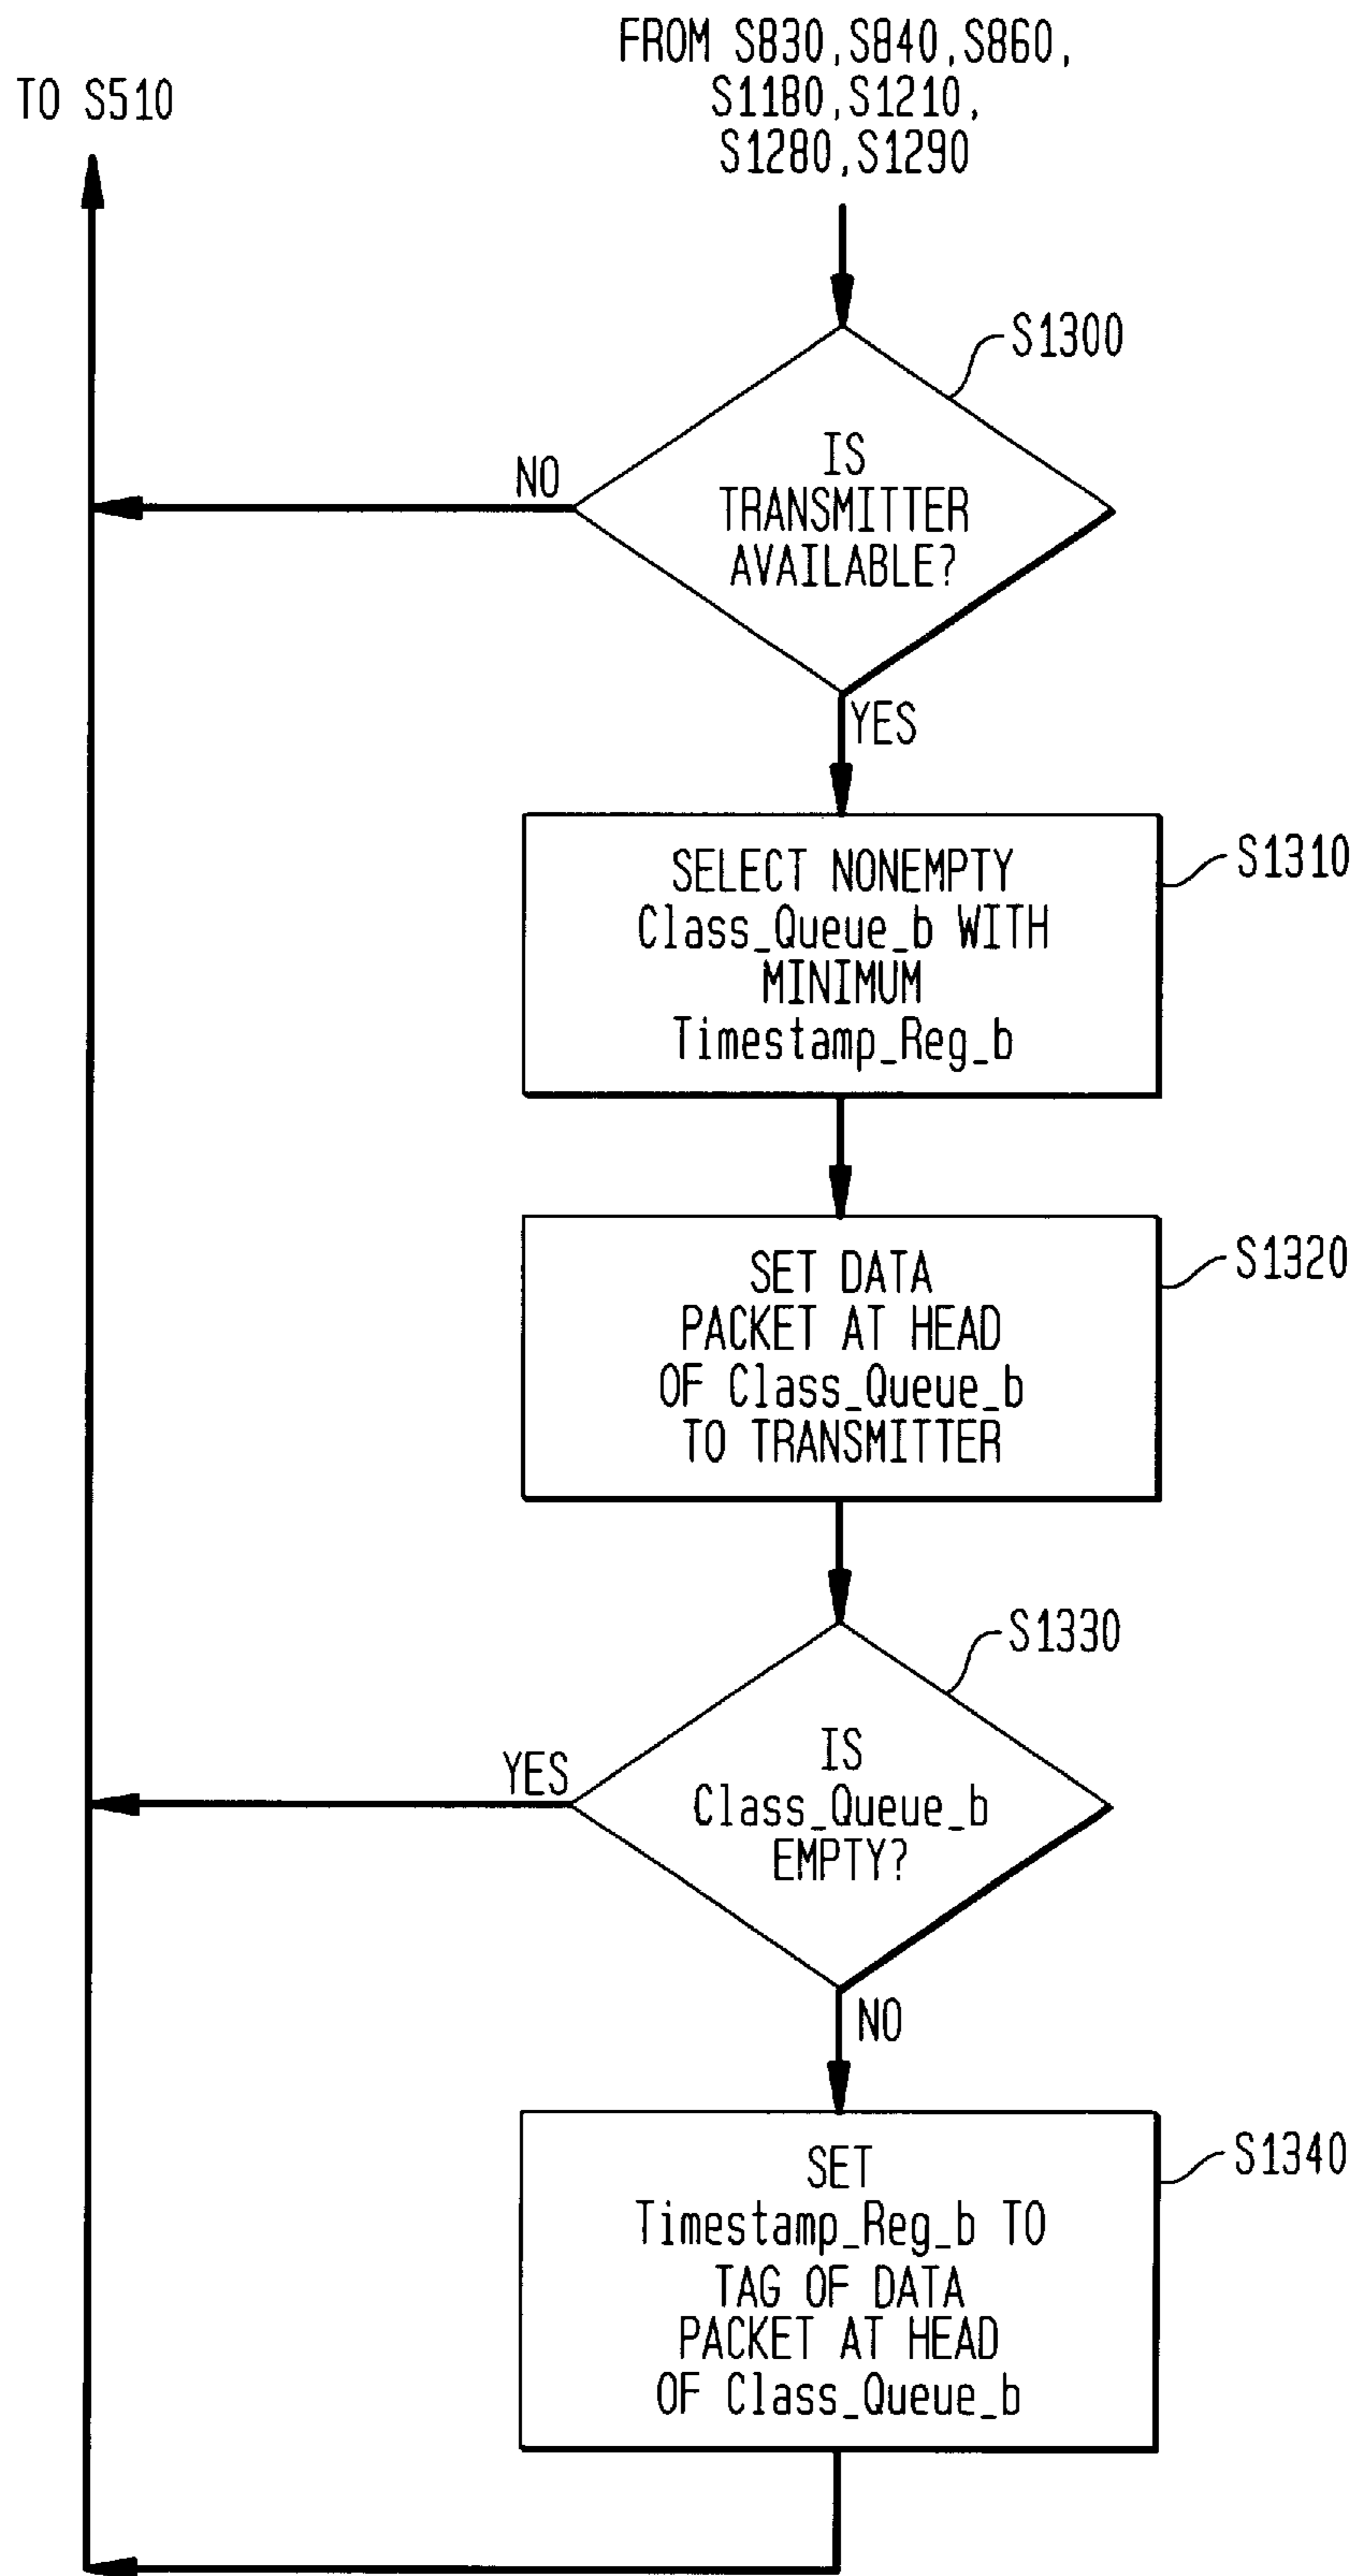 FROM S830,S840,S860,
S1180,S1210,
S1280,S1290
TO S510
S1300
IS
TRANSMITTER
AVAILABLE?
NO
YES
SELECT NONEMPTY
Class_Queue_b WITH
MINIMUM
Timestamp_Reg_b
S1310
SET DATA
PACKET AT HEAD
OF Class_Queue_b
TO TRANSMITTER
S1320
S1330
IS
Class_Queue_b
EMPTY?
YES
NO
SET
Timestamp_Reg_b TO
TAG OF DATA
PACKET AT HEAD
OF Class_Queue_b
S1340